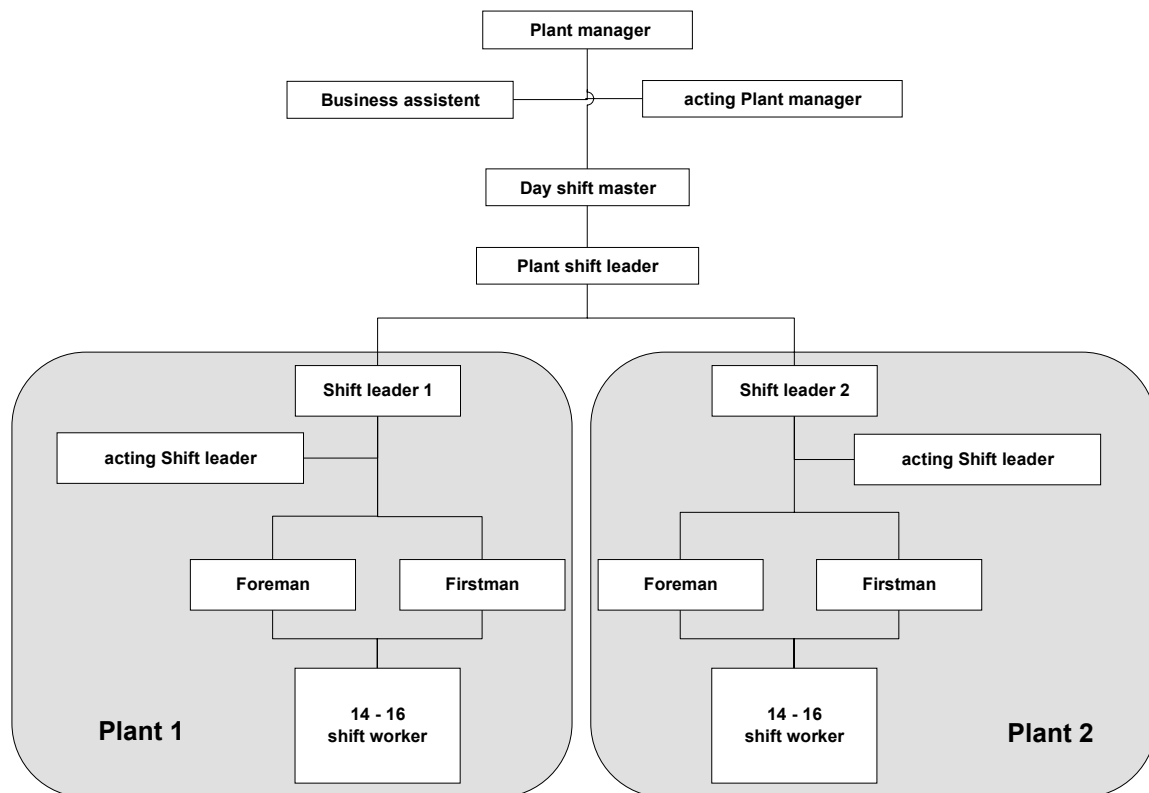 Plant manager
Business assistent
acting Plant manager
Day shift master
Plant shift leader
Shift leader 1
Shift leader 2
acting Shift leader
acting Shift leader
Foreman
Firstman
Foreman
Firstman
14 - 16
shift worker
14 - 16
shift worker
Plant 1
Plant 2